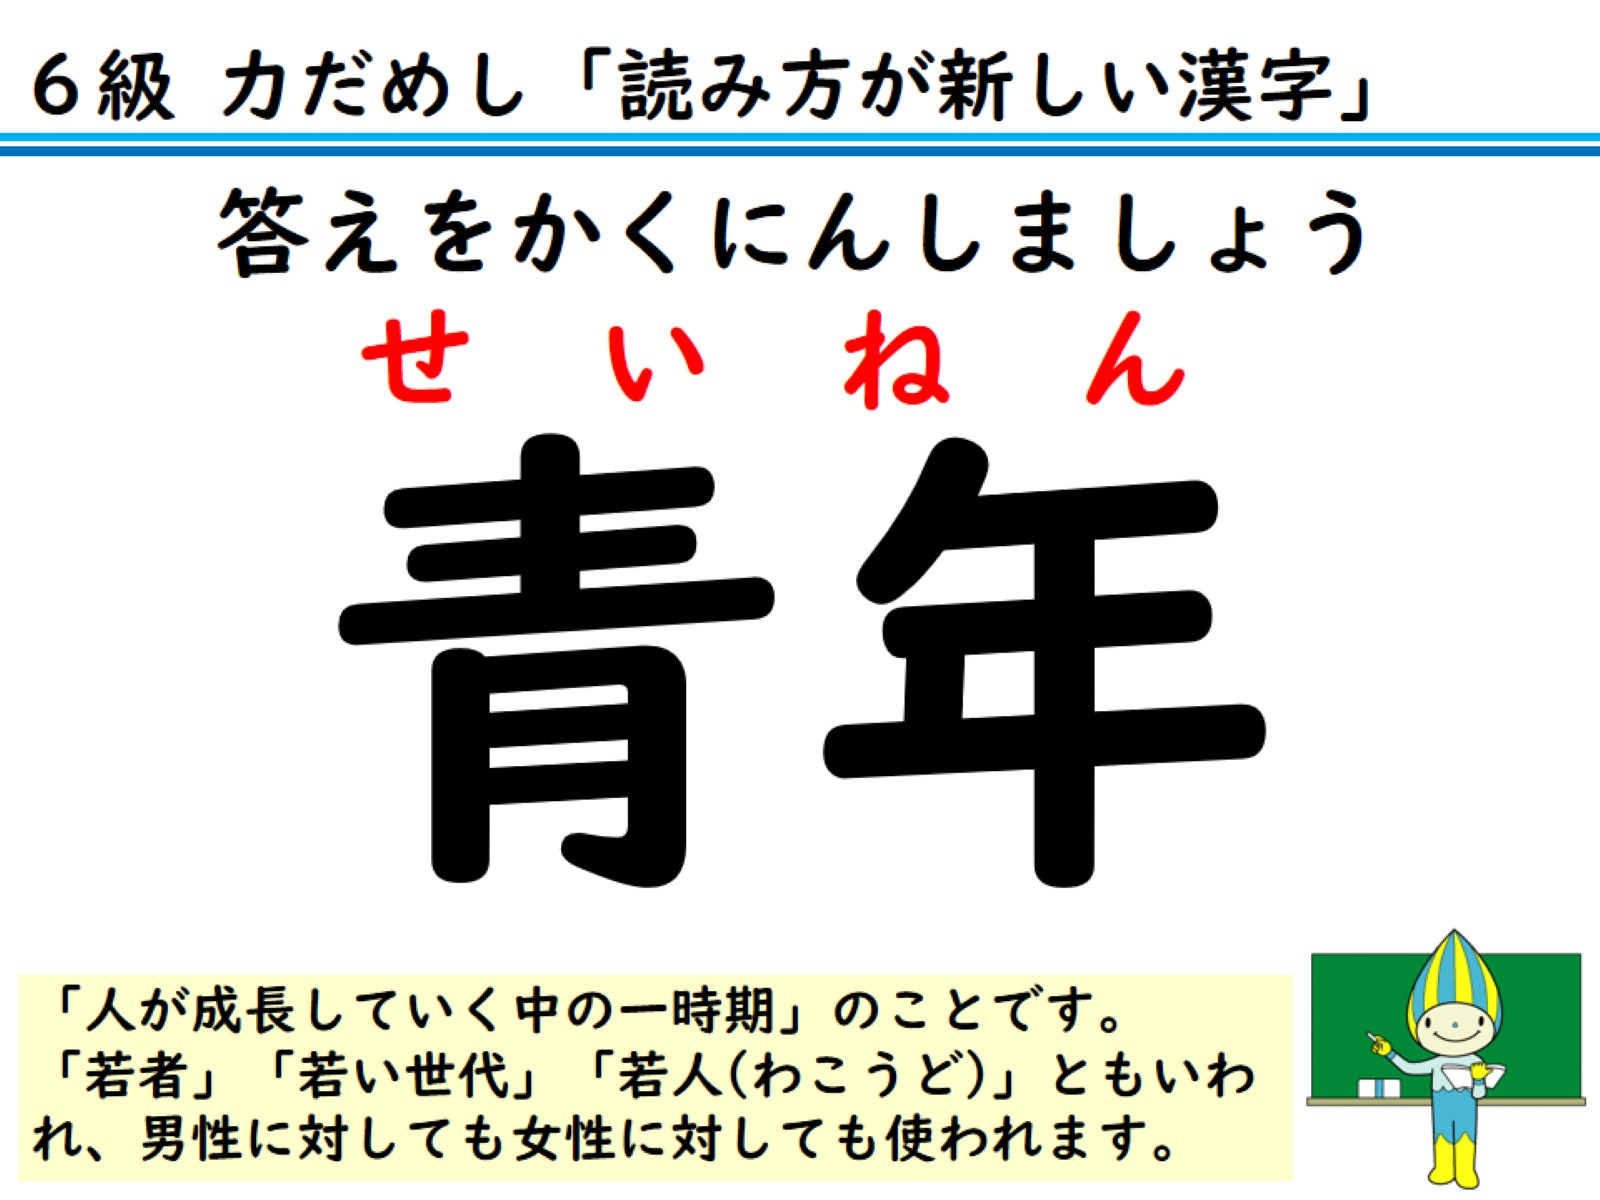 ６級 力だめし「読み方が新しい漢字」
答えをかくにんしましょう
せいねん
青年
「人が成長していく中の一時期」のことです。
「若者」「若い世代」「若人(わこうど)」ともいわ
れ、男性に対しても女性に対しても使われます。